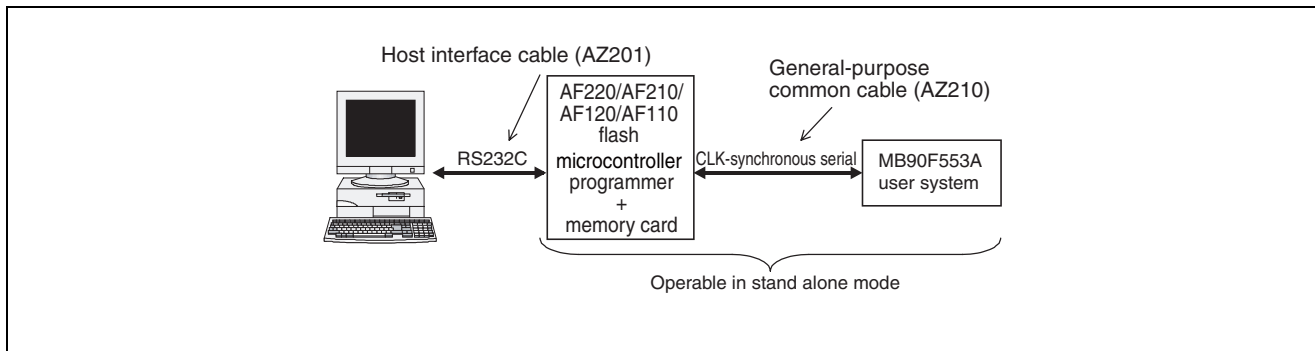 Host interface cable (AZ201)
General-purpose
common cable (AZ210)
AF220/AF210/
AF120/AF110
flash
microcontroller
programmer
+
memory card
RS232C
CLK-synchronous serial
MB90F553A
user system
Operable in stand alone mode